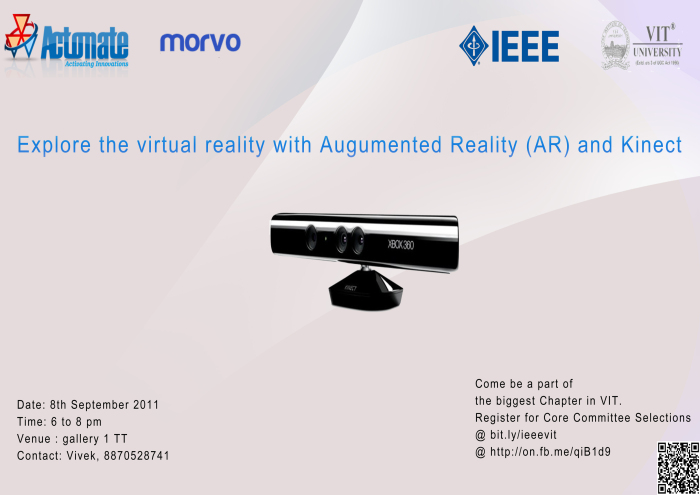 Actomate
Activating Innovations
morvo
IEEE
VIT®
UNIVERSITY
Explore the virtual reality with Augumented Reality (AR) and Kinect
XBOX 360
KINECT
Date: 8th September 2011
Time: 6 to 8 pm
Venue : gallery 1 TT
Contact: Vivek, 8870528741
Come be a part of
the biggest Chapter in VIT.
Register for Core Committee Selections
@ bit.ly/ieeevit
@ http://on.fb.me/qiB1d9